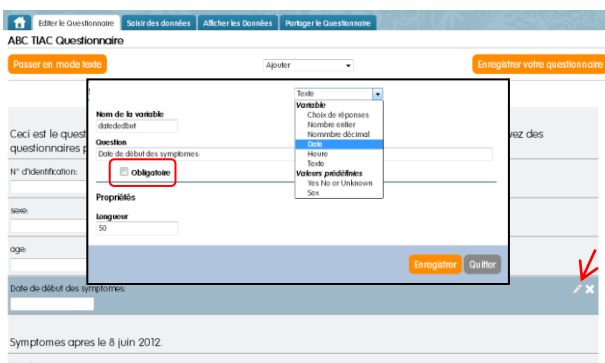 Editer le Questionnaire Saisir des données Afficher les Données Partager le Questionnaire
ABC TIAC Questionnaire
Passer en mode texte Ajouter Enregistrer votre questionnaire
Texte
Variable
Choix de réponses
Nombre entier
Nommbre décimal
Date
Heure
Texte
Valeurs prédéfinies
Yes No or Unknown
Sex
Nom de la variable
datededbut
Question
Date de début des symptomes:
Obligatoire
Propriétés
Longueur
50
Enregistrer Quitter
Ceci est le quest vez des
questionnaires p
N° d'identification:
sexe:
age:
Date de début des symptomes:
Symptomes apres le 8 juin 2012.